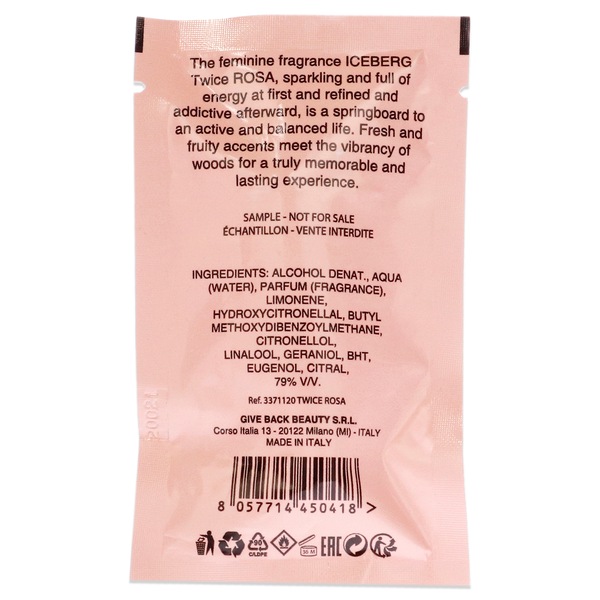 The feminine fragrance ICEBERG
Twice ROSA, sparkling and full of
energy at first and refined and
addictive afterward, is a springboard to
an active and balanced life. Fresh and
fruity accents meet the vibrancy of
woods for a truly memorable and
lasting experience.
SAMPLE - NOT FOR SALE
ÉCHANTILLON - VENTE INTERDITE
INGREDIENTS: ALCOHOL DENAT., AQUA
(WATER), PARFUM (FRAGRANCE),
LIMONENE,
HYDROXYCITRONELLAL, BUTYL
METHOXYDIBENZOYLMETHANE,
CITRONELLOL,
LINALOOL, GERANIOL, BHT,
EUGENOL, CITRAL,
79% V/V.
Ref. 3371120 TWICE ROSA
GIVE BACK BEAUTY S.R.L.
Corso Italia 13 - 20122 Milano (MI) - ITALY
MADE IN ITALY
8 057714 450418 >
90
C/LDPE
36 M
EAC